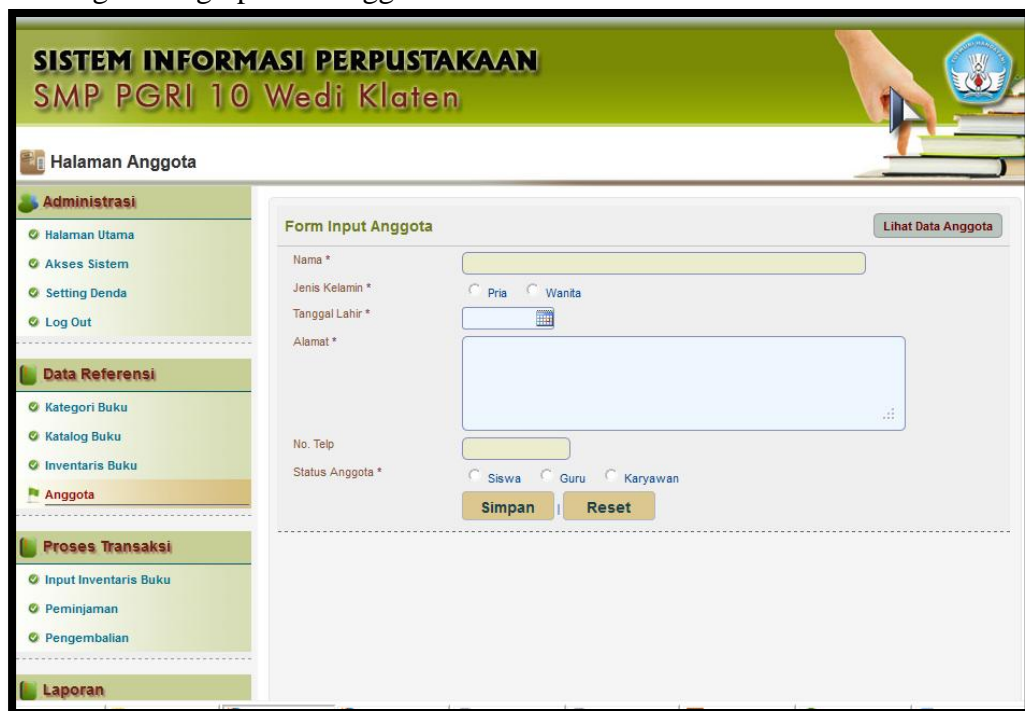 SISTEM INFORMASI PERPUSTAKAAN
SMP PGRI 10 Wedi Klaten
Halaman Anggota
Administrasi
Halaman Utama
Akses Sistem
Setting Denda
Log Out
Data Referensi
Kategori Buku
Katalog Buku
Inventaris Buku
Anggota
Proses Transaksi
Input Inventaris Buku
Peminjaman
Pengembalian
Laporan
Form Input Anggota
Lihat Data Anggota
Nama *
Jenis Kelamin *
Pria Wanita
Tanggal Lahir *
Alamat *
No. Telp
Status Anggota *
Siswa Guru Karyawan
Simpan | Reset